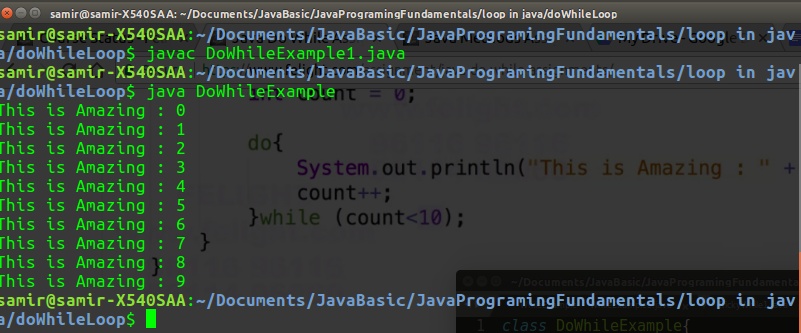 samir@samir-X540SAA: ~/Documents/JavaBasic/JavaProgramingFundamentals/loop in java/doWhileLoop
samir@samir-X540SAA:~/Documents/JavaBasic/JavaProgramingFundamentals/loop in jav
a/doWhileLoop$ javac DoWhileExample1.java
samir@samir-X540SAA:~/Documents/JavaBasic/JavaProgramingFundamentals/loop in jav
a/doWhileLoop$ java DoWhileExample
int count = 0;
This is Amazing : 0
This is Amazing : 1
do{
This is Amazing : 2
This is Amazing : 3
System.out.println("This is Amazing : " +
This is Amazing : 4
count++;
This is Amazing : 5
}while (count<10);
This is Amazing : 6
This is Amazing : 7
}
This is Amazing : 8
}
This is Amazing : 9
samir@samir-X540SAA:~/Documents/JavaBasic/JavaProgramingFundamentals/loop in jav
a/doWhileLoop$
1 class DoWhileExample{